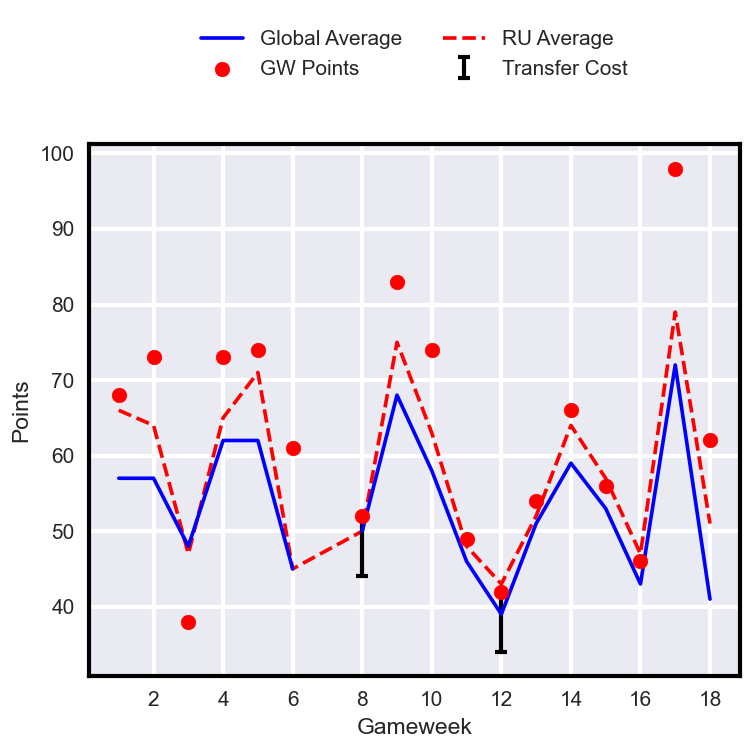 Global Average
RU Average
GW Points
Transfer Cost
100
90
80
70
60
50
40
Points
2 4 6 8 10 12 14 16 18
Gameweek